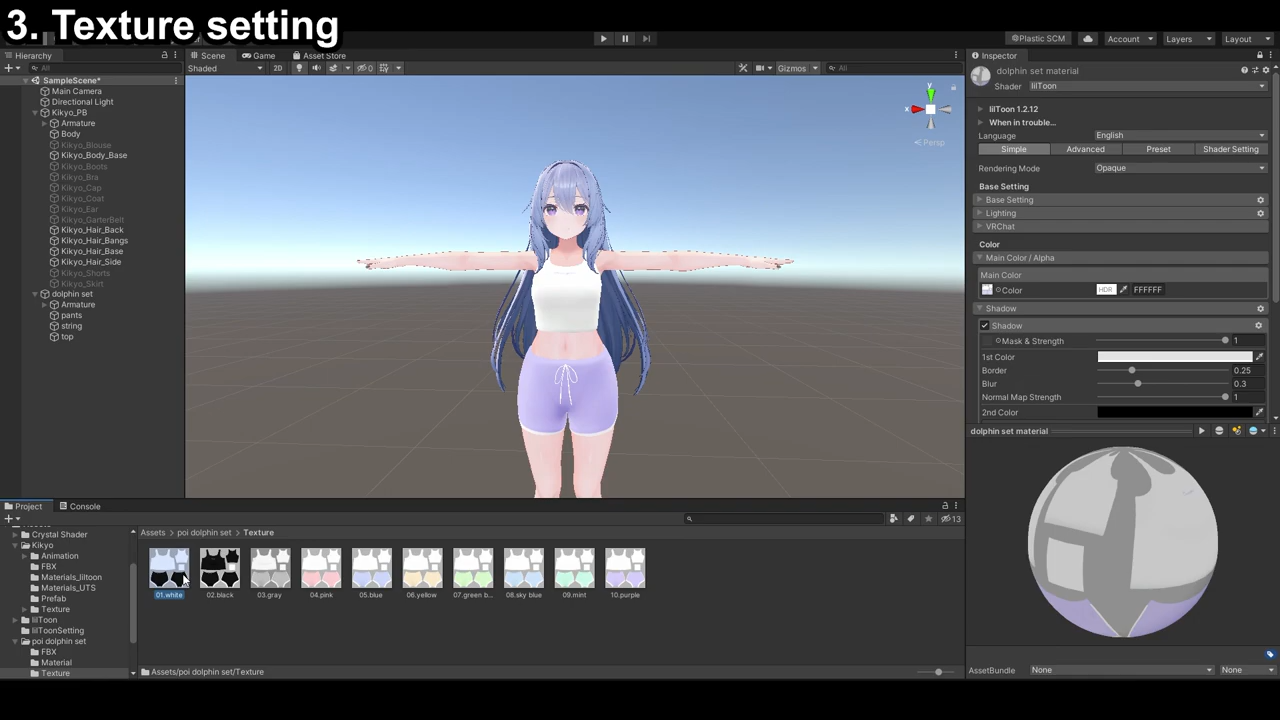 3. Texture setting
Plastic SCM Account Layers Layout
Hierarchy
All
SampleScene*
Main Camera
Directional Light
Kikyo_PB
Armature
Body
Kikyo_Blouse
Kikyo_Body_Base
Kikyo_Boots
Kikyo_Bra
Kikyo_Cap
Kikyo_Coat
Kikyo_Ear
Kikyo_GarterBelt
Kikyo_Hair_Back
Kikyo_Hair_Bangs
Kikyo_Hair_Base
Kikyo_Hair_Side
Kikyo_Shorts
Kikyo_Skirt
dolphin set
Armature
pants
string
top
Scene Game Asset Store
Shaded 2D 0 Gizmos All
y
x
Persp
Inspector
dolphin set material
Shader lilToon
lilToon 1.2.12
When in trouble...
Language English
Simple Advanced Preset Shader Setting
Rendering Mode Opaque
Base Setting
Base Setting
Lighting
VRChat
Color
Main Color / Alpha
Main Color
Color HDR FFFFFF
Shadow
Shadow
Mask & Strength 1
1st Color
Border 0.25
Blur 0.3
Normal Map Strength 1
2nd Color
dolphin set material
AssetBundle None None
Project Console
13
Crystal Shader
Kikyo
Animation
FBX
Materials_liltoon
Materials_UTS
Prefab
Texture
lilToon
lilToonSetting
poi dolphin set
FBX
Material
Texture
Assets poi dolphin set Texture
01.white 02.black 03.gray 04.pink 05.blue 06.yellow 07.green b... 08.sky blue 09.mint 10.purple
Assets/poi dolphin set/Texture